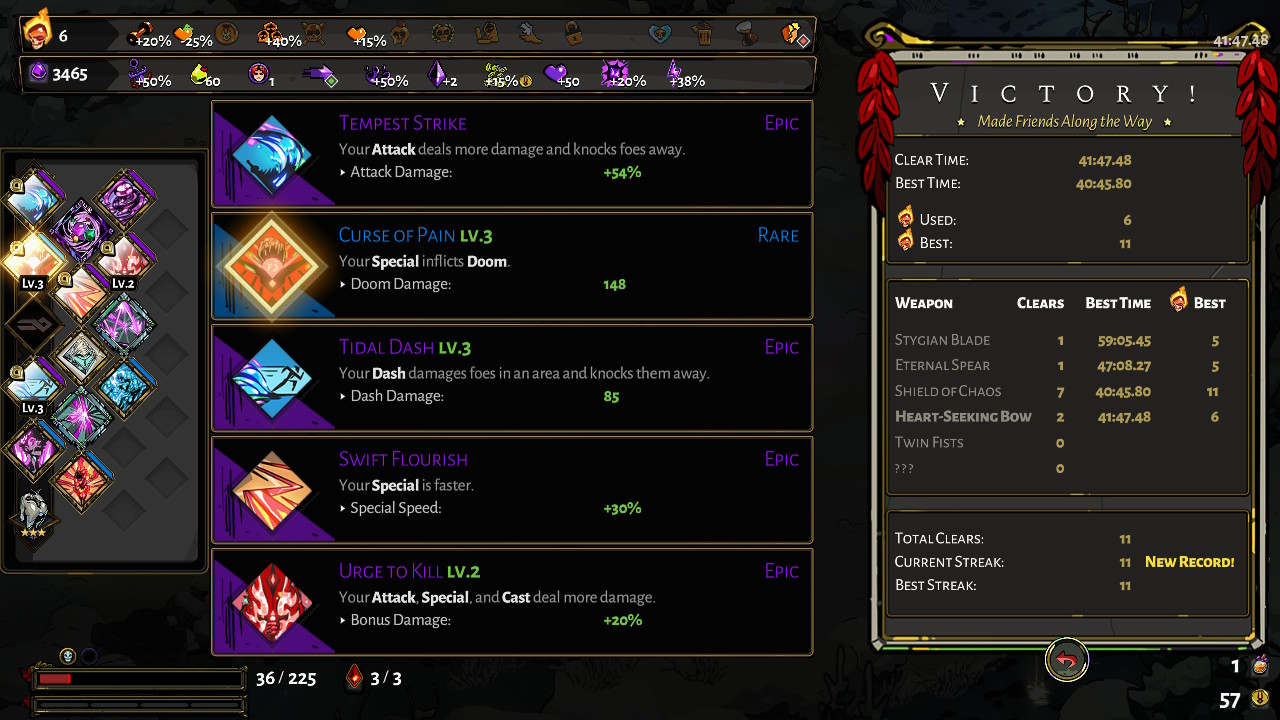 6
+20%
-25%
+40%
+15%
3465
+50%
60
1
+50%
+2
+15%
+50
+20%
+38%
41:47.48
TEMPEST STRIKE
EPIC
Your Attack deals more damage and knocks foes away.
Attack Damage: +54%
CURSE OF PAIN LV.3
RARE
Your Special inflicts Doom.
Doom Damage: 148
TIDAL DASH LV.3
EPIC
Your Dash damages foes in an area and knocks them away.
Dash Damage: 85
SWIFT FLOURISH
EPIC
Your Special is faster.
Special Speed: +30%
URGE TO KILL LV.2
EPIC
Your Attack, Special, and Cast deal more damage.
Bonus Damage: +20%
Lv.3
Lv.2
Lv.3
36 / 225
3 / 3
VICTORY!
Made Friends Along the Way
CLEAR TIME: 41:47.48
BEST TIME: 40:45.80
USED: 6
BEST: 11
WEAPON CLEARS BEST TIME BEST
STYGIAN BLADE 1 59:05.45 5
ETERNAL SPEAR 1 47:08.27 5
SHIELD OF CHAOS 7 40:45.80 11
HEART-SEEKING BOW 2 41:47.48 6
TWIN FISTS 0
??? 0
TOTAL CLEARS: 11
CURRENT STREAK: 11 NEW RECORD!
BEST STREAK: 11
1
57